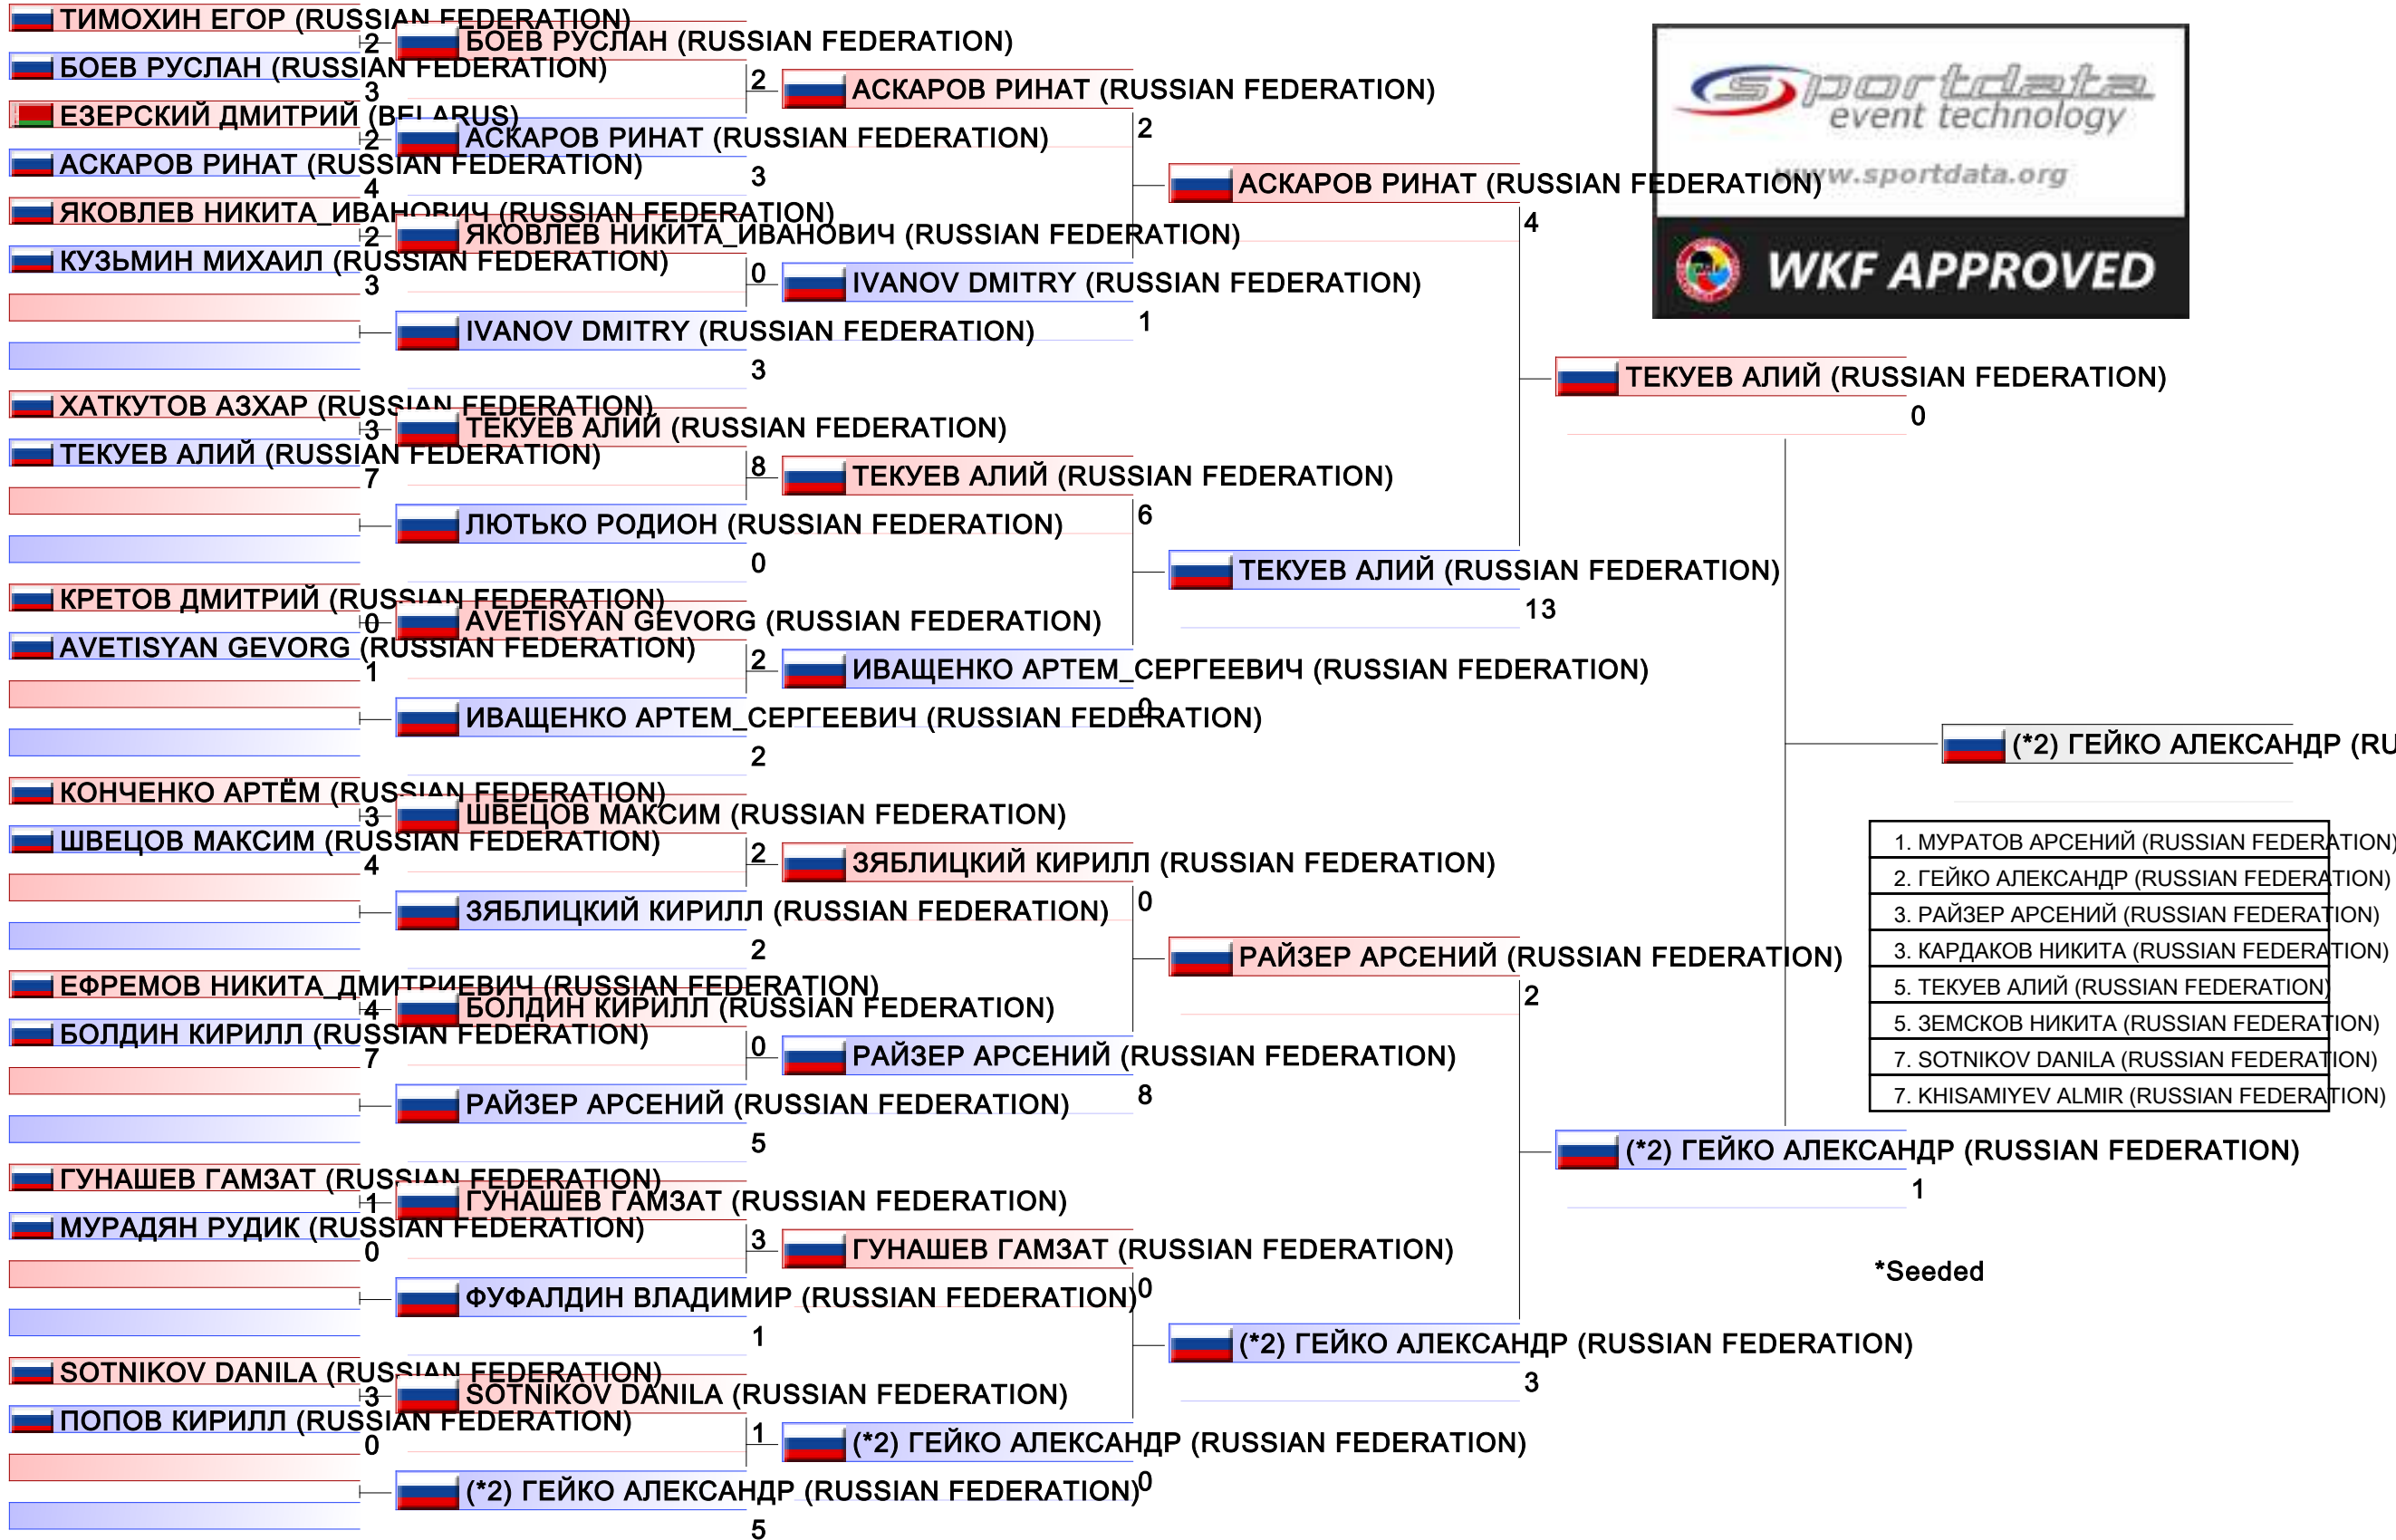 ТИМОХИН ЕГОР (RUSSIAN FEDERATION)
2
БОЕВ РУСЛАН (RUSSIAN FEDERATION)
3
ЕЗЕРСКИЙ ДМИТРИЙ (BELARUS)
2
АСКАРОВ РИНАТ (RUSSIAN FEDERATION)
4
ЯКОВЛЕВ НИКИТА_ИВАНОВИЧ (RUSSIAN FEDERATION)
2
КУЗЬМИН МИХАИЛ (RUSSIAN FEDERATION)
3
ХАТКУТОВ АЗХАР (RUSSIAN FEDERATION)
3
ТЕКУЕВ АЛИЙ (RUSSIAN FEDERATION)
7
КРЕТОВ ДМИТРИЙ (RUSSIAN FEDERATION)
0
AVETISYAN GEVORG (RUSSIAN FEDERATION)
1
КОНЧЕНКО АРТЁМ (RUSSIAN FEDERATION)
3
ШВЕЦОВ МАКСИМ (RUSSIAN FEDERATION)
4
ЕФРЕМОВ НИКИТА_ДМИТРИЕВИЧ (RUSSIAN FEDERATION)
4
БОЛДИН КИРИЛЛ (RUSSIAN FEDERATION)
7
ГУНАШЕВ ГАМЗАТ (RUSSIAN FEDERATION)
1
МУРАДЯН РУДИК (RUSSIAN FEDERATION)
0
SOTNIKOV DANILA (RUSSIAN FEDERATION)
3
ПОПОВ КИРИЛЛ (RUSSIAN FEDERATION)
0
БОЕВ РУСЛАН (RUSSIAN FEDERATION)
2
АСКАРОВ РИНАТ (RUSSIAN FEDERATION)
3
ЯКОВЛЕВ НИКИТА_ИВАНОВИЧ (RUSSIAN FEDERATION)
0
IVANOV DMITRY (RUSSIAN FEDERATION)
3
ТЕКУЕВ АЛИЙ (RUSSIAN FEDERATION)
8
ЛЮТЬКО РОДИОН (RUSSIAN FEDERATION)
0
AVETISYAN GEVORG (RUSSIAN FEDERATION)
2
ИВАЩЕНКО АРТЕМ_СЕРГЕЕВИЧ (RUSSIAN FEDERATION)
2
ШВЕЦОВ МАКСИМ (RUSSIAN FEDERATION)
2
ЗЯБЛИЦКИЙ КИРИЛЛ (RUSSIAN FEDERATION)
2
БОЛДИН КИРИЛЛ (RUSSIAN FEDERATION)
0
РАЙЗЕР АРСЕНИЙ (RUSSIAN FEDERATION)
5
ГУНАШЕВ ГАМЗАТ (RUSSIAN FEDERATION)
3
ФУФАЛДИН ВЛАДИМИР (RUSSIAN FEDERATION)
1
SOTNIKOV DANILA (RUSSIAN FEDERATION)
1
(*2) ГЕЙКО АЛЕКСАНДР (RUSSIAN FEDERATION)
5
АСКАРОВ РИНАТ (RUSSIAN FEDERATION)
2
IVANOV DMITRY (RUSSIAN FEDERATION)
1
ТЕКУЕВ АЛИЙ (RUSSIAN FEDERATION)
6
ИВАЩЕНКО АРТЕМ_СЕРГЕЕВИЧ (RUSSIAN FEDERATION)
0
ЗЯБЛИЦКИЙ КИРИЛЛ (RUSSIAN FEDERATION)
0
РАЙЗЕР АРСЕНИЙ (RUSSIAN FEDERATION)
8
ГУНАШЕВ ГАМЗАТ (RUSSIAN FEDERATION)
0
(*2) ГЕЙКО АЛЕКСАНДР (RUSSIAN FEDERATION)
0
АСКАРОВ РИНАТ (RUSSIAN FEDERATION)
4
ТЕКУЕВ АЛИЙ (RUSSIAN FEDERATION)
13
РАЙЗЕР АРСЕНИЙ (RUSSIAN FEDERATION)
2
(*2) ГЕЙКО АЛЕКСАНДР (RUSSIAN FEDERATION)
3
ТЕКУЕВ АЛИЙ (RUSSIAN FEDERATION)
0
(*2) ГЕЙКО АЛЕКСАНДР (RUSSIAN FEDERATION)
1
sportdata
event technology
www.sportdata.org
WKF APPROVED
(*2) ГЕЙКО АЛЕКСАНДР (RU
1. МУРАТОВ АРСЕНИЙ (RUSSIAN FEDERATION)
2. ГЕЙКО АЛЕКСАНДР (RUSSIAN FEDERATION)
3. РАЙЗЕР АРСЕНИЙ (RUSSIAN FEDERATION)
3. КАРДАКОВ НИКИТА (RUSSIAN FEDERATION)
5. ТЕКУЕВ АЛИЙ (RUSSIAN FEDERATION)
5. ЗЕМСКОВ НИКИТА (RUSSIAN FEDERATION)
7. SOTNIKOV DANILA (RUSSIAN FEDERATION)
7. KHISAMIYEV ALMIR (RUSSIAN FEDERATION)
*Seeded